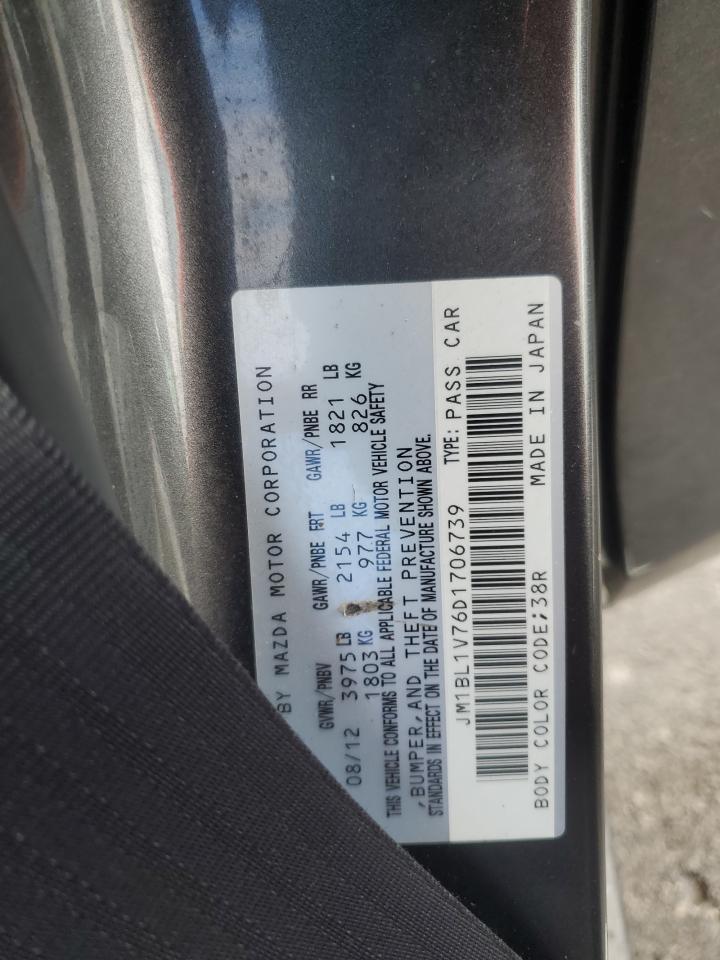 BY MAZDA MOTOR CORPORATION
GVWR/PNBV GAWR/PNBE FRT GAWR/PNBE RR
08/12 3975 LB 2154 LB 1821 LB
1803 KG 977 KG 826 KG
THIS VEHICLE CONFORMS TO ALL APPLICABLE FEDERAL MOTOR VEHICLE SAFETY
,BUMPER,AND THEFT PREVENTION
STANDARDS IN EFFECT ON THE DATE OF MANUFACTURE SHOWN ABOVE.
JM1BL1V76D1706739 TYPE: PASS CAR
BODY COLOR CODE;38R MADE IN JAPAN